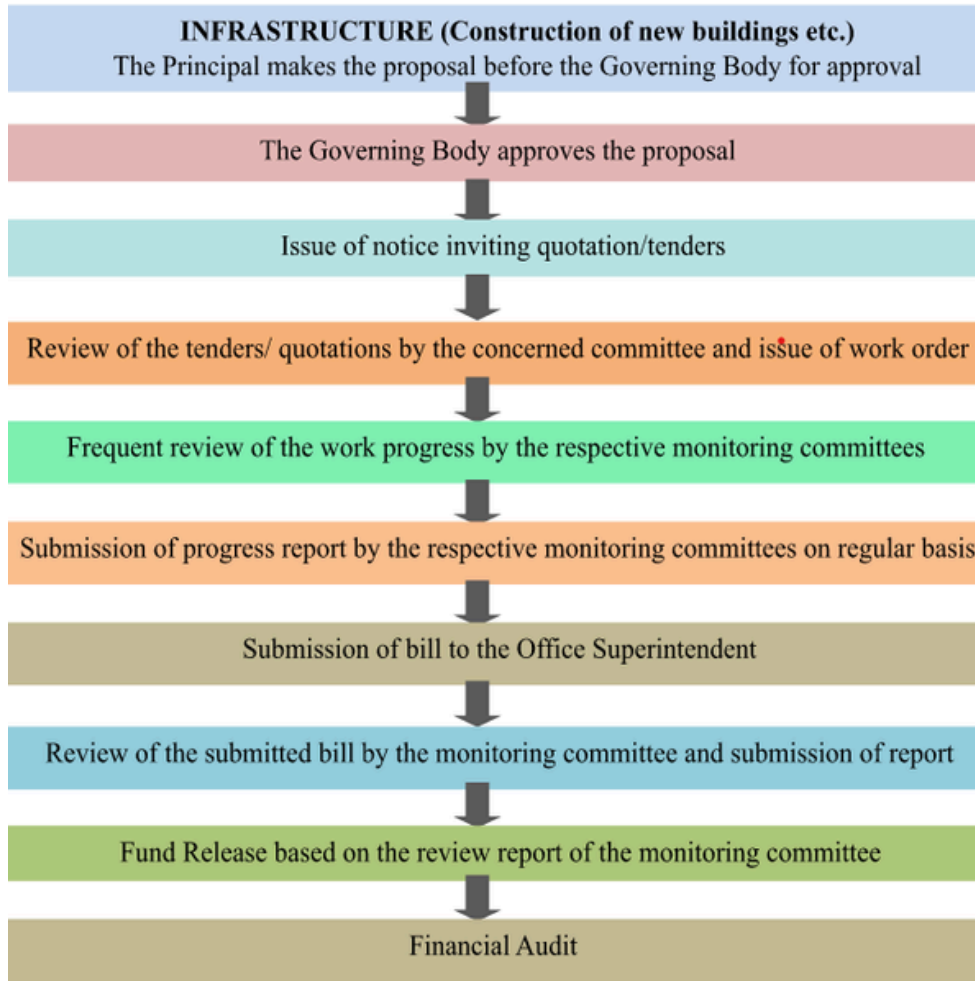 INFRASTRUCTURE (Construction of new buildings etc.)
The Principal makes the proposal before the Governing Body for approval
The Governing Body approves the proposal
Issue of notice inviting quotation/tenders
Review of the tenders/ quotations by the concerned committee and issue of work order
Frequent review of the work progress by the respective monitoring committees
Submission of progress report by the respective monitoring committees on regular basis
Submission of bill to the Office Superintendent
Review of the submitted bill by the monitoring committee and submission of report
Fund Release based on the review report of the monitoring committee
Financial Audit